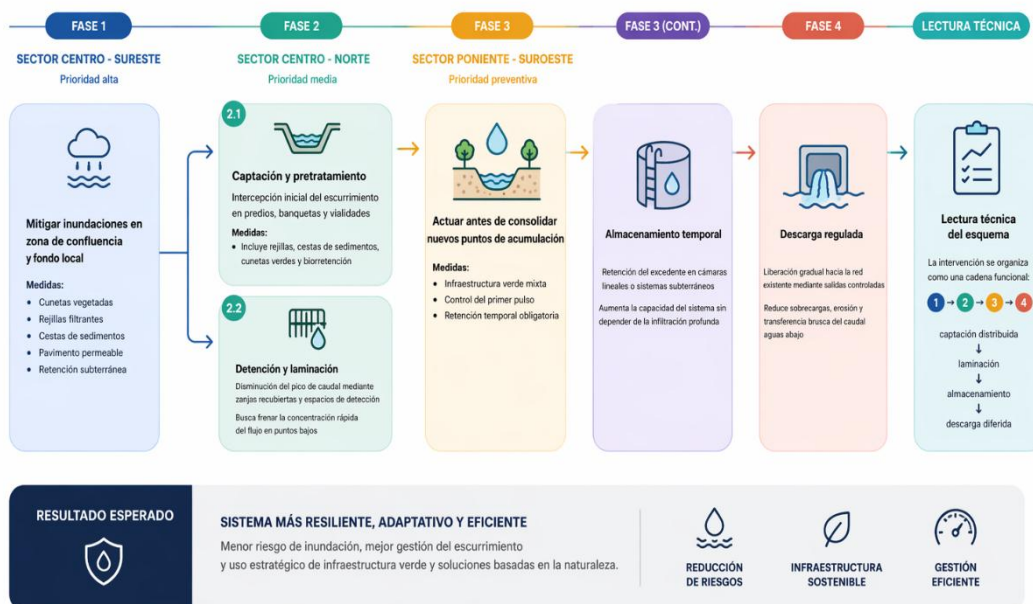 FASE 1
SECTOR CENTRO - SURESTE
Prioridad alta
Mitigar inundaciones en
zona de confluencia
y fondo local
Medidas:
• Cunetas vegetadas
• Rejillas filtrantes
• Cestas de sedimentos
• Pavimento permeable
• Retención subterránea
FASE 2
SECTOR CENTRO - NORTE
Prioridad media
2.1
Captación y pretratamiento
Intercepción inicial del escurrimiento
en predios, banquetas y vialidades
Medidas:
• Incluye rejillas, cestas de sedimentos,
cunetas verdes y biorretención
2.2
Detención y laminación
Disminución del pico de caudal mediante
zanjas recubiertas y espacios de detección
Busca frenar la concentración rápida
del flujo en puntos bajos
FASE 3
SECTOR PONIENTE - SUROESTE
Prioridad preventiva
Actuar antes de consolidar
nuevos puntos de acumulación
Medidas:
• Infraestructura verde mixta
• Control del primer pulso
• Retención temporal obligatoria
FASE 3 (CONT.)
Almacenamiento temporal
Retención del excedente en cámaras
lineales o sistemas subterráneos
Aumenta la capacidad del sistema sin
depender de la infiltración profunda
FASE 4
Descarga regulada
Liberación gradual hacia la red
existente mediante salidas controladas
Reduce sobrecargas, erosión y
transferencia brusca del caudal
aguas abajo
LECTURA TÉCNICA
Lectura técnica
del esquema
La intervención se organiza
como una cadena funcional:
1 → 2 → 3 → 4
captación distribuida
↓
laminación
↓
almacenamiento
↓
descarga diferida
RESULTADO ESPERADO
SISTEMA MÁS RESILIENTE, ADAPTATIVO Y EFICIENTE
Menor riesgo de inundación, mejor gestión del escurrimiento
y uso estratégico de infraestructura verde y soluciones basadas en la naturaleza.
REDUCCIÓN
DE RIESGOS
INFRAESTRUCTURA
SOSTENIBLE
GESTIÓN
EFICIENTE